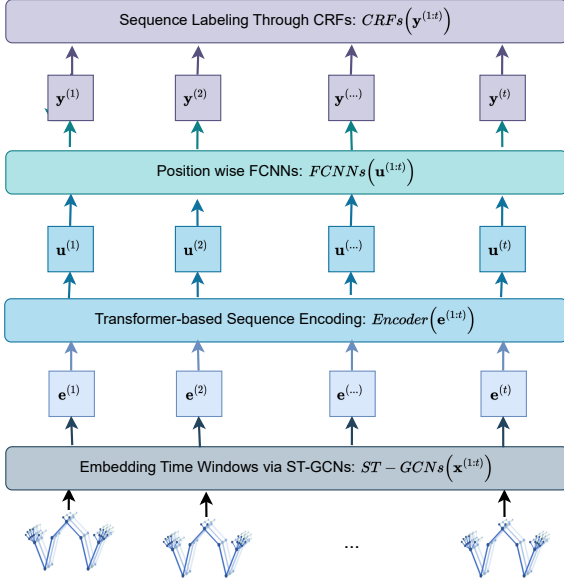 Sequence Labeling Through CRFs: CRFs(y^(1:t))
y^(1) y^(2) y^(...) y^(t)
Position wise FCNNs: FCNNs(u^(1:t))
u^(1) u^(2) u^(...) u^(t)
Transformer-based Sequence Encoding: Encoder(e^(1:t))
e^(1) e^(2) e^(...) e^(t)
Embedding Time Windows via ST-GCNs: ST − GCNs(x^(1:t))
...